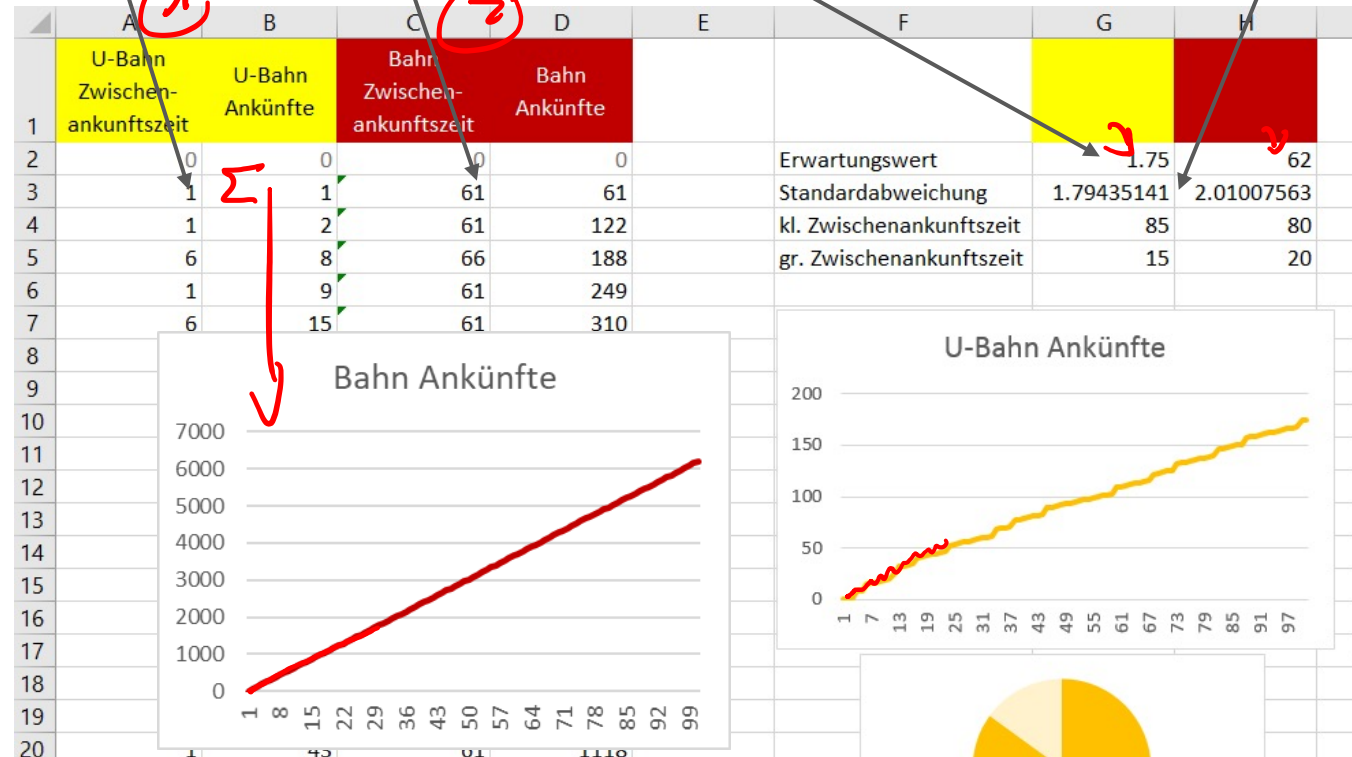 A B C D E F G H
1 U-Bahn Zwischen-ankunftszeit U-Bahn Ankünfte Bahn Zwischen-ankunftszeit Bahn Ankünfte
2 0 0 0 0 Erwartungswert 1.75 62
3 1 Σ 1 61 61 Standardabweichung 1.79435141 2.01007563
4 1 2 61 122 kl. Zwischenankunftszeit 85 80
5 6 8 66 188 gr. Zwischenankunftszeit 15 20
6 1 9 61 249
7 6 15 61 310
8
9
10
11
12
13
14
15
16
17
18
19
20 1 43 61 1118
Bahn Ankünfte
7000
6000
5000
4000
3000
2000
1000
0
1 8 15 22 29 36 43 50 57 64 71 78 85 92 99
U-Bahn Ankünfte
200
150
100
50
0
1 7 13 19 25 31 37 43 49 55 61 67 73 79 85 91 97